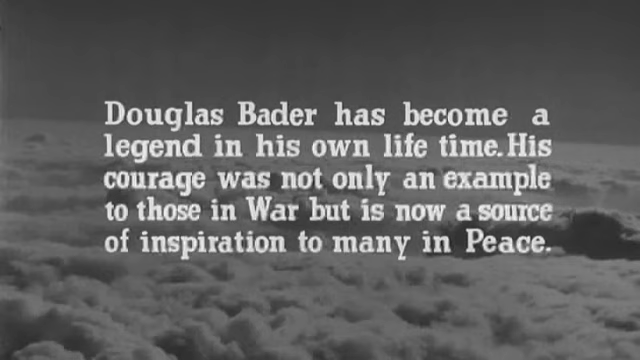 Douglas Bader has become a
legend in his own life time. His
courage was not only an example
to those in War but is now a source
of inspiration to many in Peace.